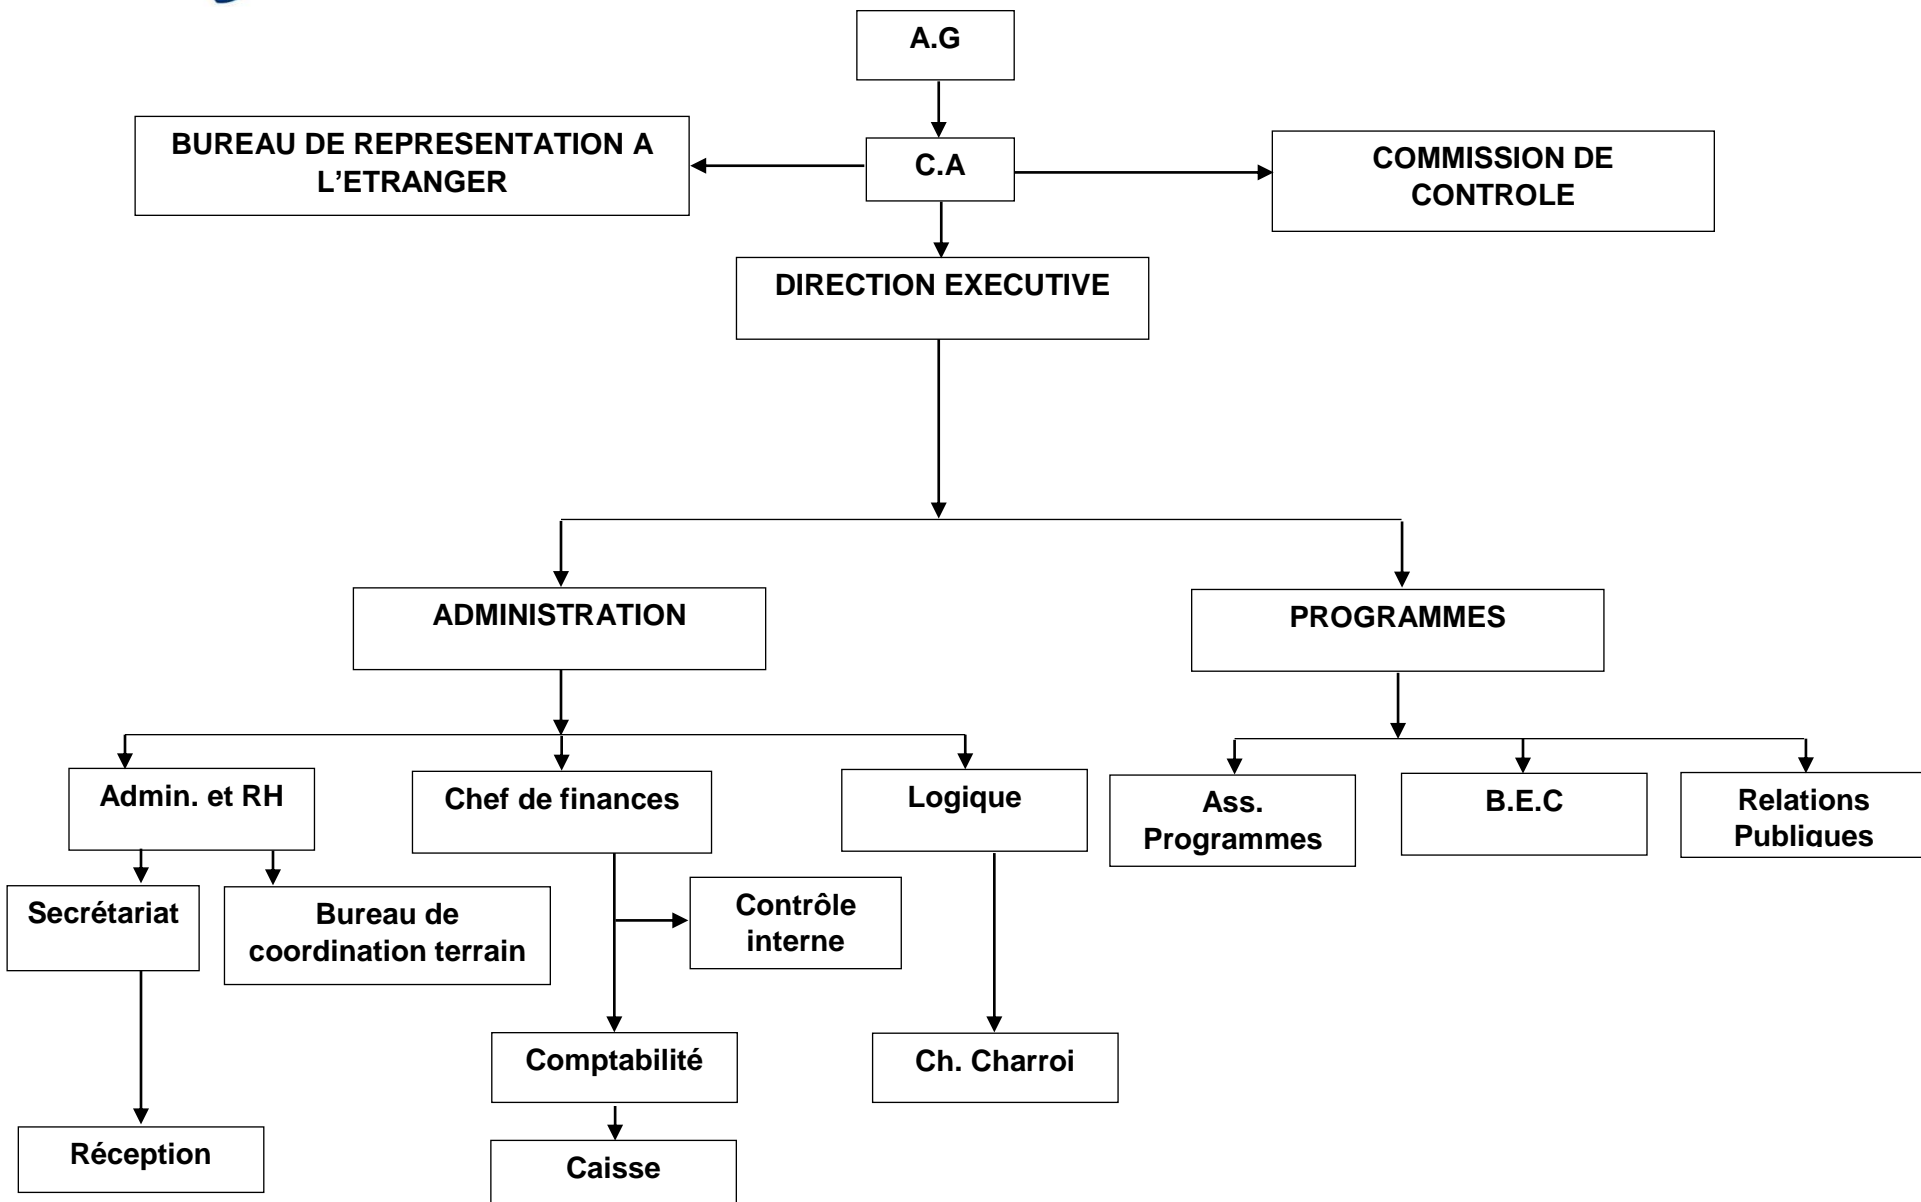 A.G
BUREAU DE REPRESENTATION A
L'ETRANGER
C.A
COMMISSION DE
CONTROLE
DIRECTION EXECUTIVE
ADMINISTRATION
PROGRAMMES
Admin. et RH
Chef de finances
Logique
Ass.
Programmes
B.E.C
Relations
Publiques
Secrétariat
Bureau de
coordination terrain
Contrôle
interne
Comptabilité
Ch. Charroi
Réception
Caisse